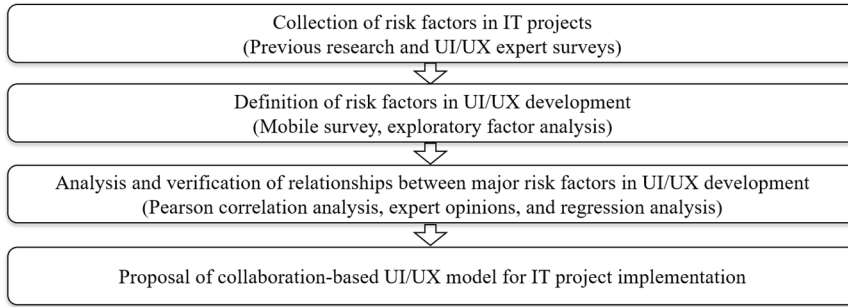 Collection of risk factors in IT projects
(Previous research and UI/UX expert surveys)
Definition of risk factors in UI/UX development
(Mobile survey, exploratory factor analysis)
Analysis and verification of relationships between major risk factors in UI/UX development
(Pearson correlation analysis, expert opinions, and regression analysis)
Proposal of collaboration-based UI/UX model for IT project implementation